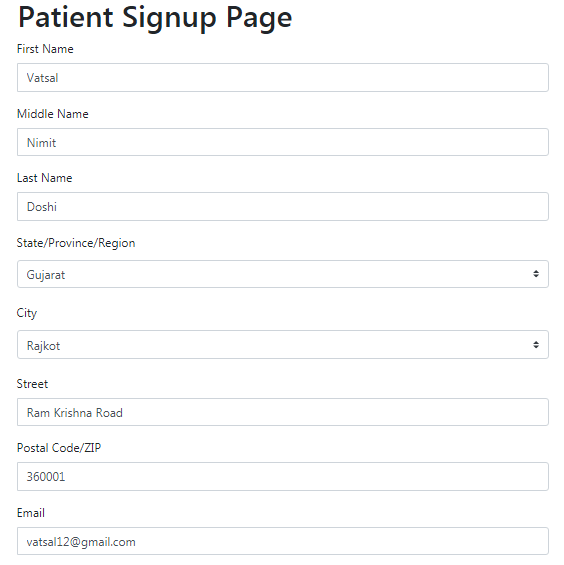 Patient Signup Page
First Name
Vatsal
Middle Name
Nimit
Last Name
Doshi
State/Province/Region
Gujarat
City
Rajkot
Street
Ram Krishna Road
Postal Code/ZIP
360001
Email
vatsal12@gmail.com